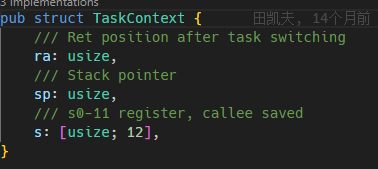 3 implementations
pub struct TaskContext {    田凯夫, 14个月前
    /// Ret position after task switching
    ra: usize,
    /// Stack pointer
    sp: usize,
    /// s0-11 register, callee saved
    s: [usize; 12],
}